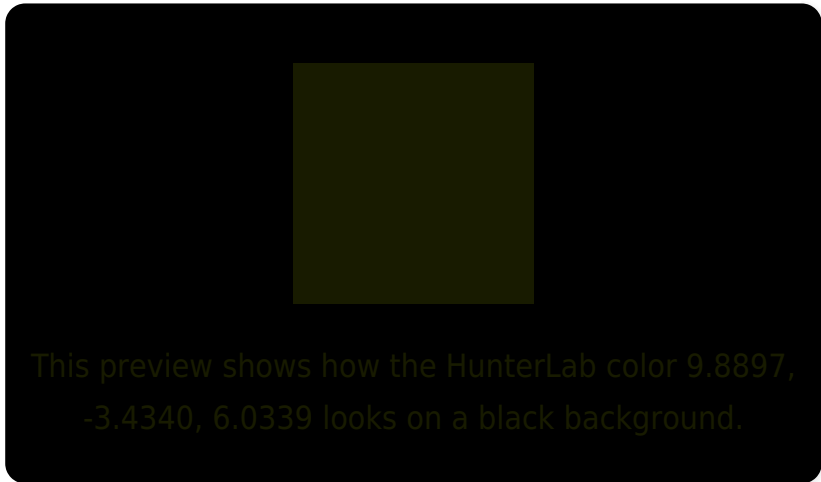 This preview shows how the HunterLab color 9.8897,
-3.4340, 6.0339 looks on a black background.